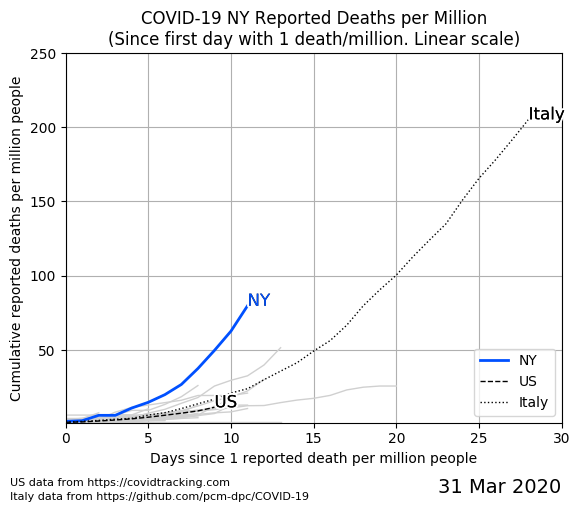 COVID-19 NY Reported Deaths per Million
(Since first day with 1 death/million. Linear scale)
Cumulative reported deaths per million people
250
200
150
100
50
Italy
NY
US
NY
US
Italy
0
5
10
15
20
25
30
Days since 1 reported death per million people
US data from https://covidtracking.com
Italy data from https://github.com/pcm-dpc/COVID-19
31 Mar 2020